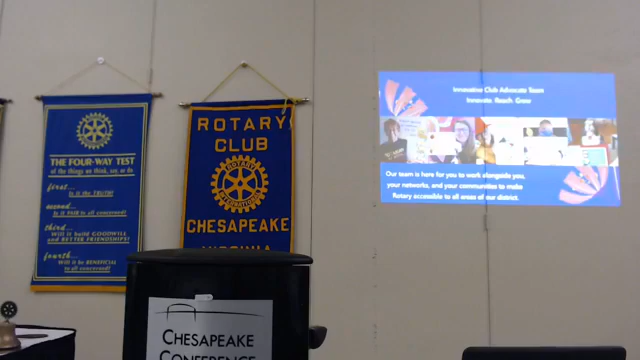 THE FOUR-WAY TEST
of the things we think, say, or do
first...
Is it the TRUTH?
second...
Is it FAIR to all concerned?
third...
Will it build GOODWILL
and BETTER FRIENDSHIPS?
fourth...
Will it be BENEFICIAL
to all concerned?
ROTARY
CLUB
ROTARY
INTERNATIONAL
CHESAPEAKE
VIRGINIA
CHESAPEAKE
CONFERENCE
Innovative Club Advocate Team
Innovate Reach Grow
Our team is here for you to work alongside you,
your networks, and your communities to make
Rotary accessible to all areas of our district.